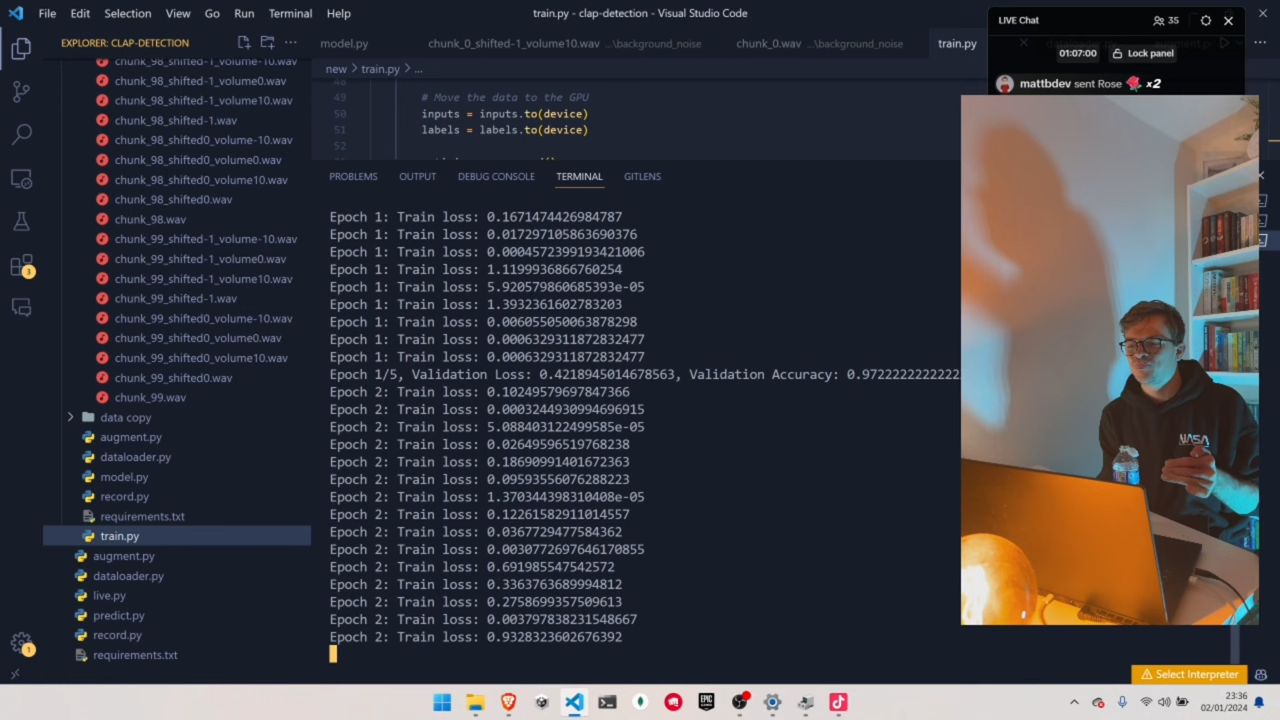 File Edit Selection View Go Run Terminal Help
train.py - clap-detection - Visual Studio Code
LIVE Chat
35
EXPLORER: CLAP-DETECTION
model.py
chunk_0_shifted-1_volume10.wav ...\background_noise
chunk_0.wav ...\background_noise
train.py
01:07:00
Lock panel
mattbdev sent Rose x2
new > train.py > ...
chunk_98_shifted-1_volume-10.wav
chunk_98_shifted-1_volume0.wav
chunk_98_shifted-1_volume10.wav
chunk_98_shifted-1.wav
chunk_98_shifted0_volume-10.wav
chunk_98_shifted0_volume0.wav
chunk_98_shifted0_volume10.wav
chunk_98_shifted0.wav
chunk_98.wav
chunk_99_shifted-1_volume-10.wav
chunk_99_shifted-1_volume0.wav
chunk_99_shifted-1_volume10.wav
chunk_99_shifted-1.wav
chunk_99_shifted0_volume-10.wav
chunk_99_shifted0_volume0.wav
chunk_99_shifted0_volume10.wav
chunk_99_shifted0.wav
chunk_99.wav
data copy
augment.py
dataloader.py
model.py
record.py
requirements.txt
train.py
augment.py
dataloader.py
live.py
predict.py
record.py
requirements.txt
3
1
48
49 # Move the data to the GPU
50 inputs = inputs.to(device)
51 labels = labels.to(device)
52
PROBLEMS OUTPUT DEBUG CONSOLE TERMINAL GITLENS
Epoch 1: Train loss: 0.1671474426984787
Epoch 1: Train loss: 0.017297105863690376
Epoch 1: Train loss: 0.0004572399193421006
Epoch 1: Train loss: 1.1199936866760254
Epoch 1: Train loss: 5.920579860685393e-05
Epoch 1: Train loss: 1.3932361602783203
Epoch 1: Train loss: 0.006055050063878298
Epoch 1: Train loss: 0.0006329311872832477
Epoch 1: Train loss: 0.0006329311872832477
Epoch 1/5, Validation Loss: 0.4218945014678563, Validation Accuracy: 0.9722222222222
Epoch 2: Train loss: 0.10249579697847366
Epoch 2: Train loss: 0.0003244930994696915
Epoch 2: Train loss: 5.088403122499585e-05
Epoch 2: Train loss: 0.0264959651976823​8
Epoch 2: Train loss: 0.18690991401672363
Epoch 2: Train loss: 0.09593556076288223
Epoch 2: Train loss: 1.370344398310408e-05
Epoch 2: Train loss: 0.12261582911014557
Epoch 2: Train loss: 0.0367729477584362
Epoch 2: Train loss: 0.0030772697646170855
Epoch 2: Train loss: 0.691985547542572
Epoch 2: Train loss: 0.3363763689994812
Epoch 2: Train loss: 0.2758699357509613
Epoch 2: Train loss: 0.003797838231548667
Epoch 2: Train loss: 0.9328323602676392
NASA
Select Interpreter
EPIC GAMES
23:36
02/01/2024